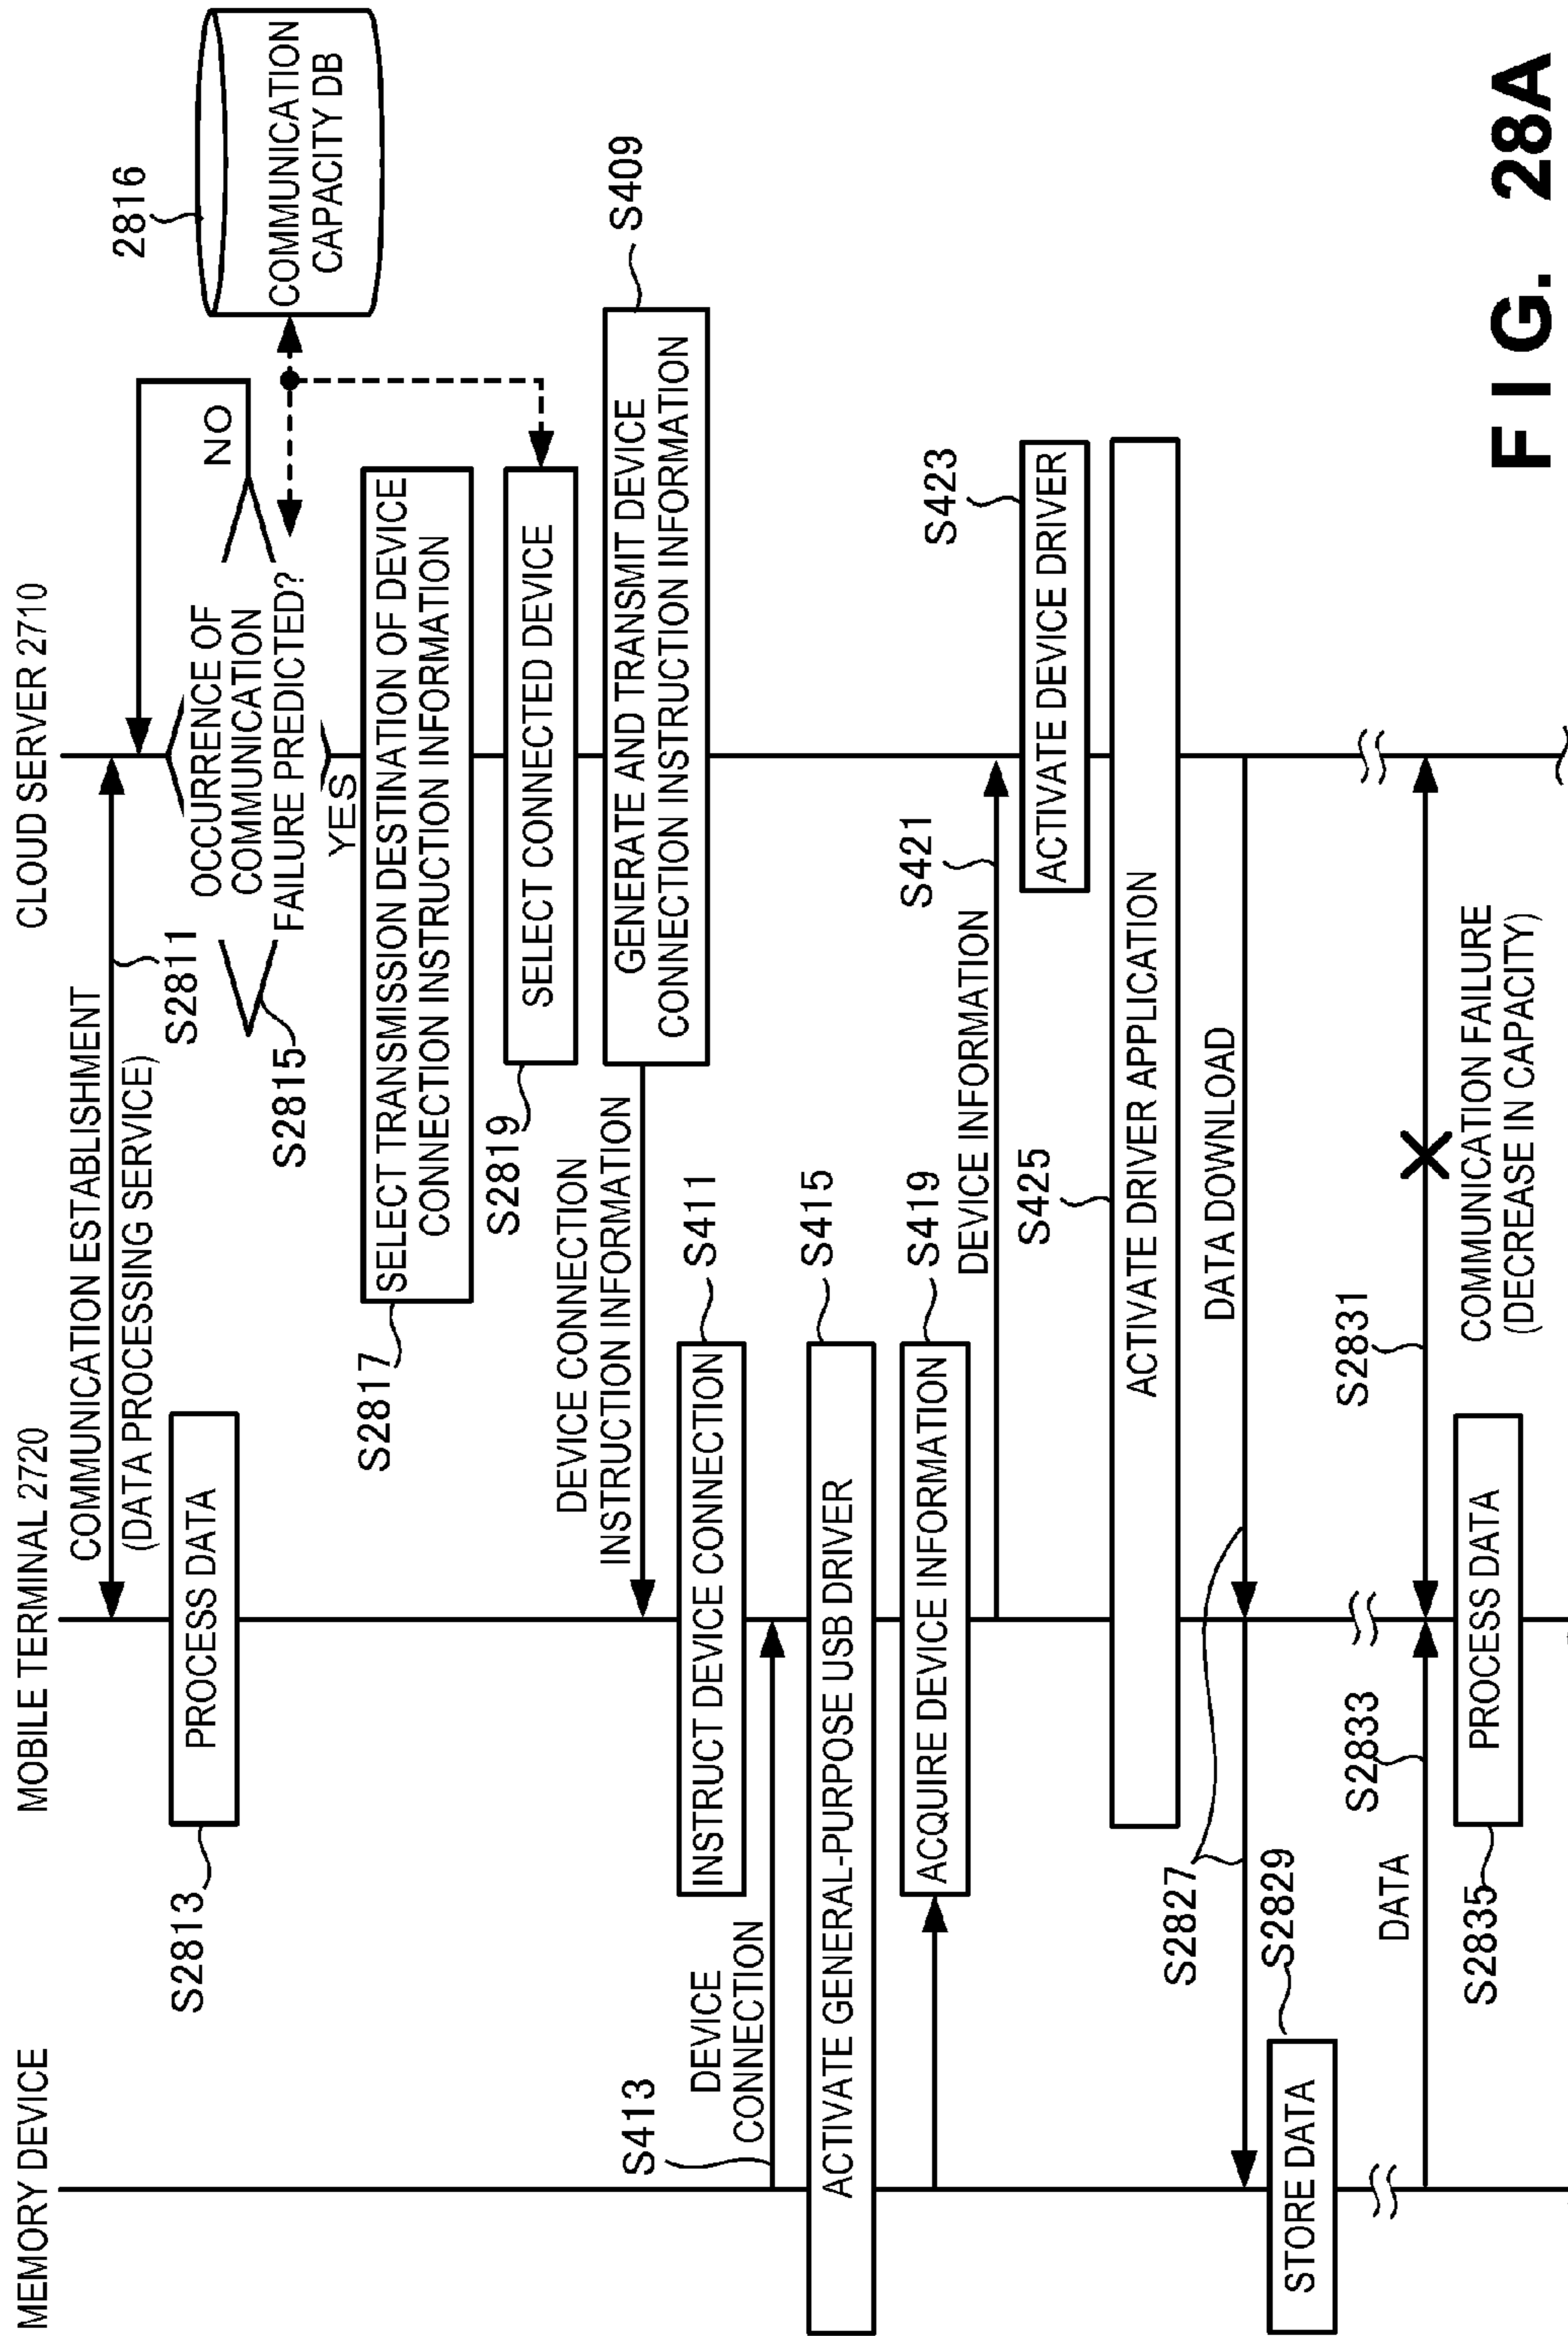 MEMORY DEVICE
MOBILE TERMINAL 2720
CLOUD SERVER 2710
COMMUNICATION ESTABLISHMENT
(DATA PROCESSING SERVICE)
S2811
S2813
PROCESS DATA
S2815
OCCURRENCE OF
COMMUNICATION
FAILURE PREDICTED?
NO
YES
2816
COMMUNICATION
CAPACITY DB
S2817
SELECT TRANSMISSION DESTINATION OF DEVICE
CONNECTION INSTRUCTION INFORMATION
S2819
SELECT CONNECTED DEVICE
GENERATE AND TRANSMIT DEVICE
CONNECTION INSTRUCTION INFORMATION
S409
DEVICE CONNECTION
INSTRUCTION INFORMATION
INSTRUCT DEVICE CONNECTION
S411
S413
DEVICE
CONNECTION
ACTIVATE GENERAL-PURPOSE USB DRIVER
S415
ACQUIRE DEVICE INFORMATION
S419
DEVICE INFORMATION
S421
ACTIVATE DEVICE DRIVER
S423
S425
ACTIVATE DRIVER APPLICATION
DATA DOWNLOAD
S2827
S2829
STORE DATA
S2831
COMMUNICATION FAILURE
(DECREASE IN CAPACITY)
DATA
S2833
S2835
PROCESS DATA
FIG. 28A